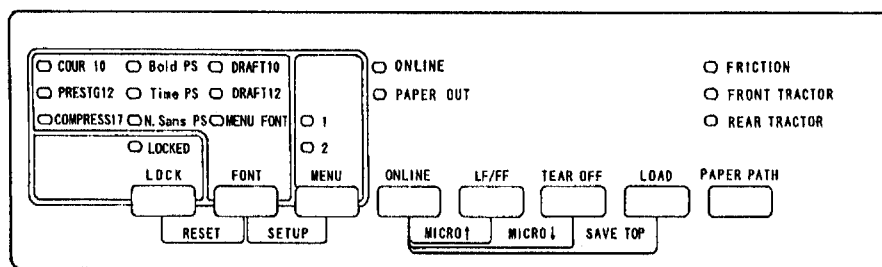 COUR 10 Bold PS DRAFT10 ONLINE FRICTION
PRESTG12 Time PS DRAFT12 PAPER OUT FRONT TRACTOR
COMPRESS17 N. Sans PS MENU FONT 1 REAR TRACTOR
LOCKED 2
LOCK FONT MENU ONLINE LF/FF TEAR OFF LOAD PAPER PATH
RESET SETUP MICRO↑ MICRO↓ SAVE TOP